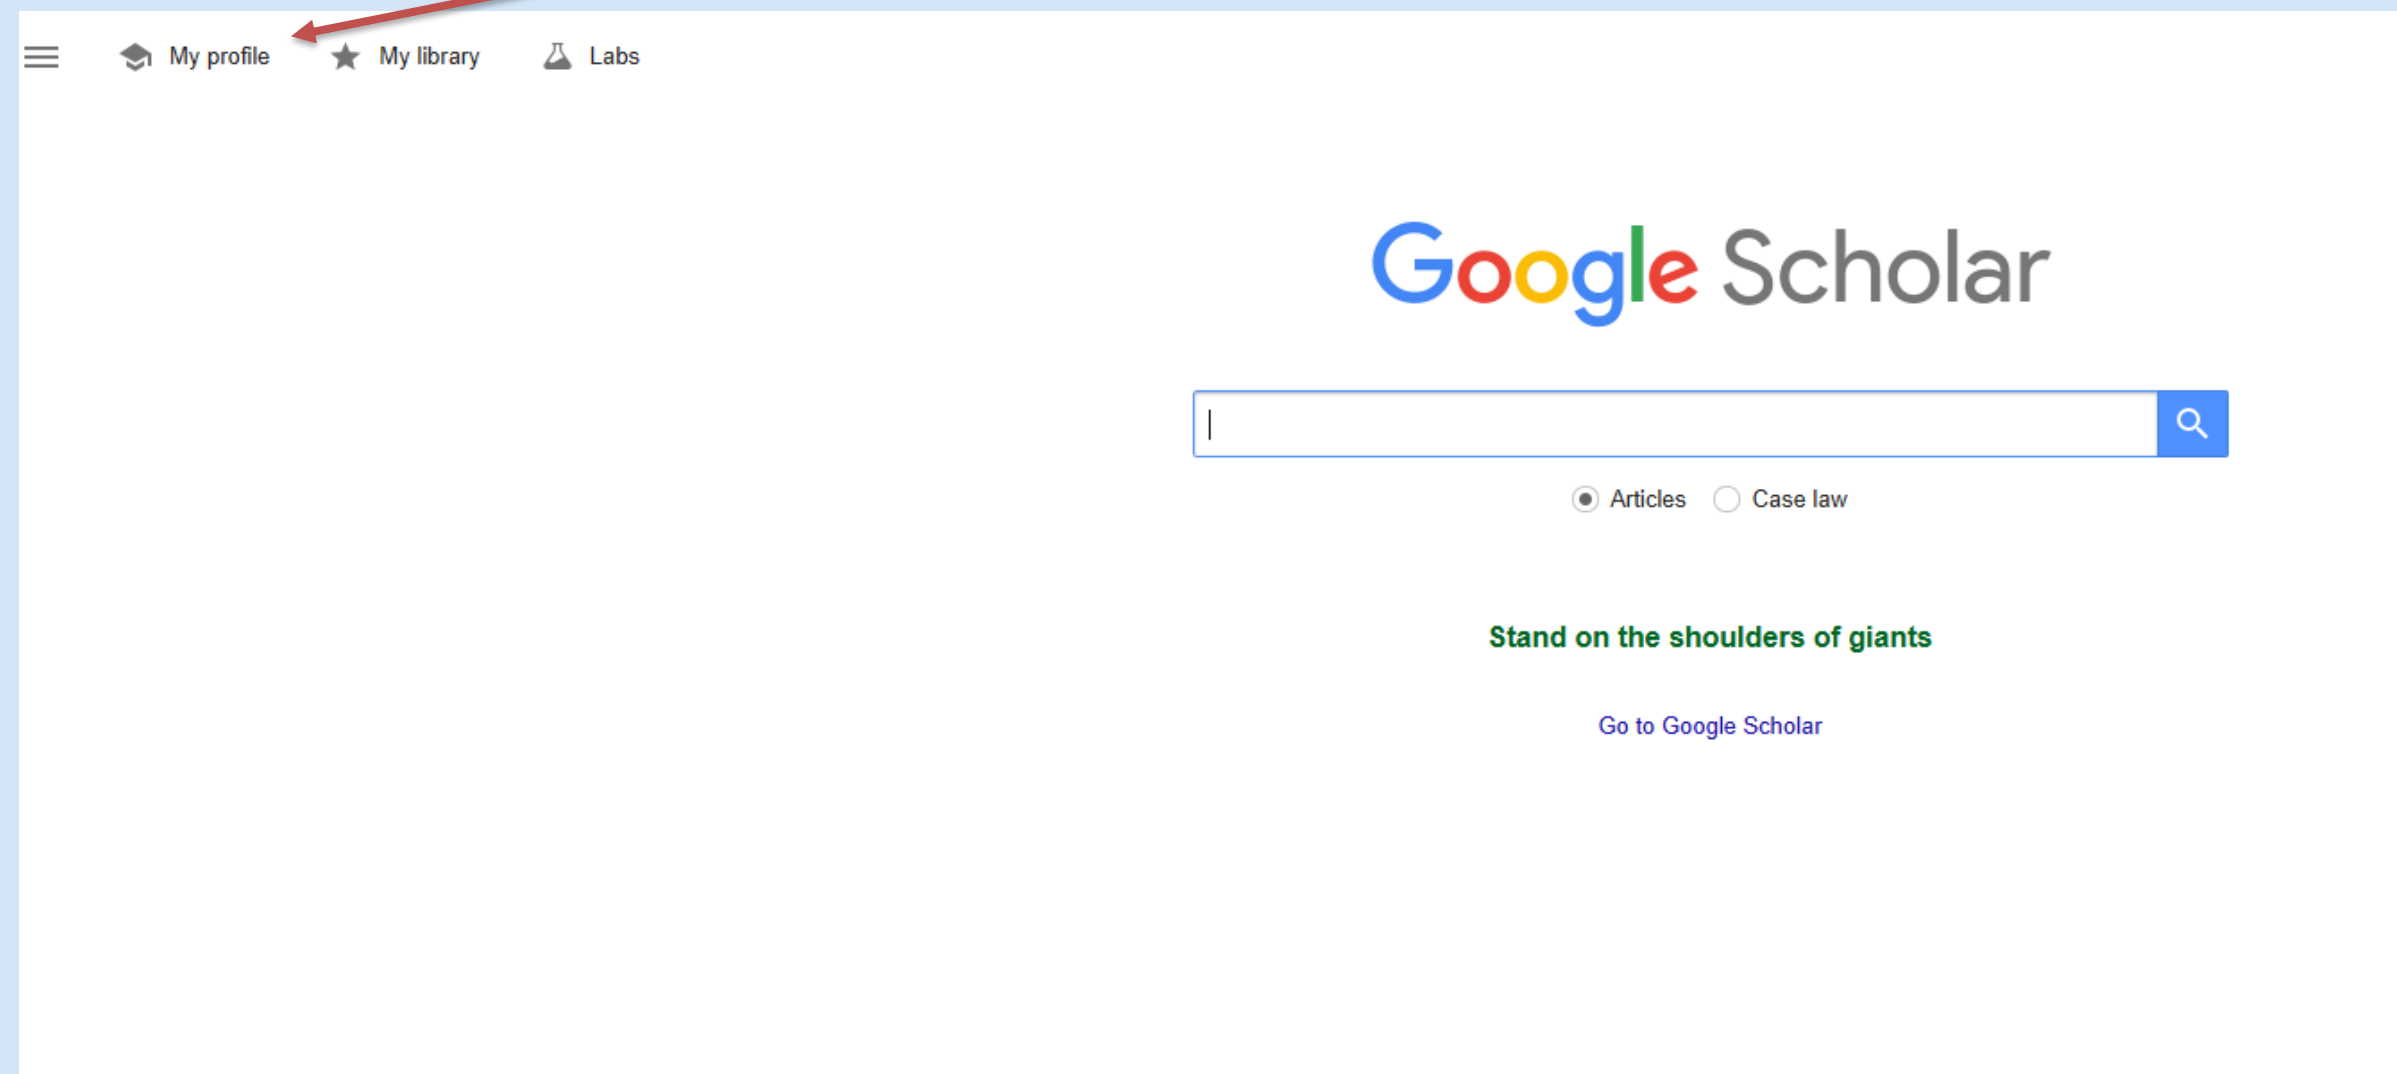 My profile My library Labs
Google Scholar
Articles Case law
Stand on the shoulders of giants
Go to Google Scholar